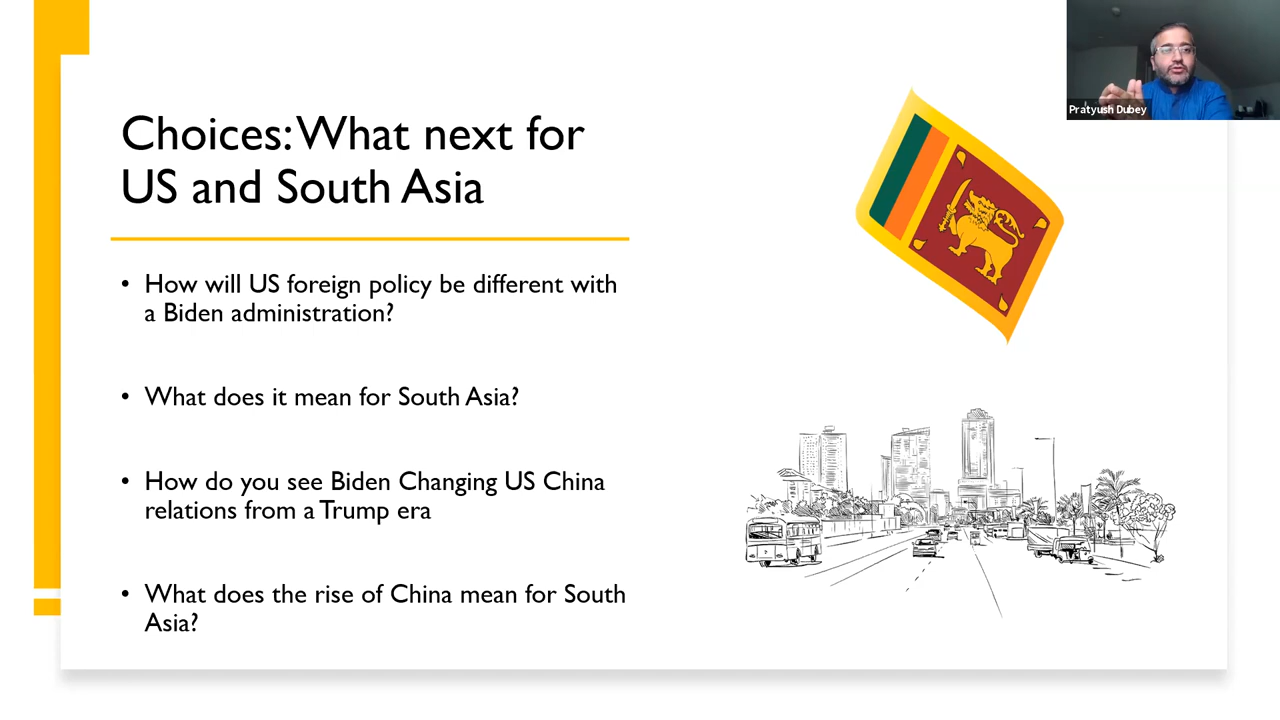 Pratyush Dubey
Choices: What next for
US and South Asia
• How will US foreign policy be different with
a Biden administration?
• What does it mean for South Asia?
• How do you see Biden Changing US China
relations from a Trump era
• What does the rise of China mean for South
Asia?